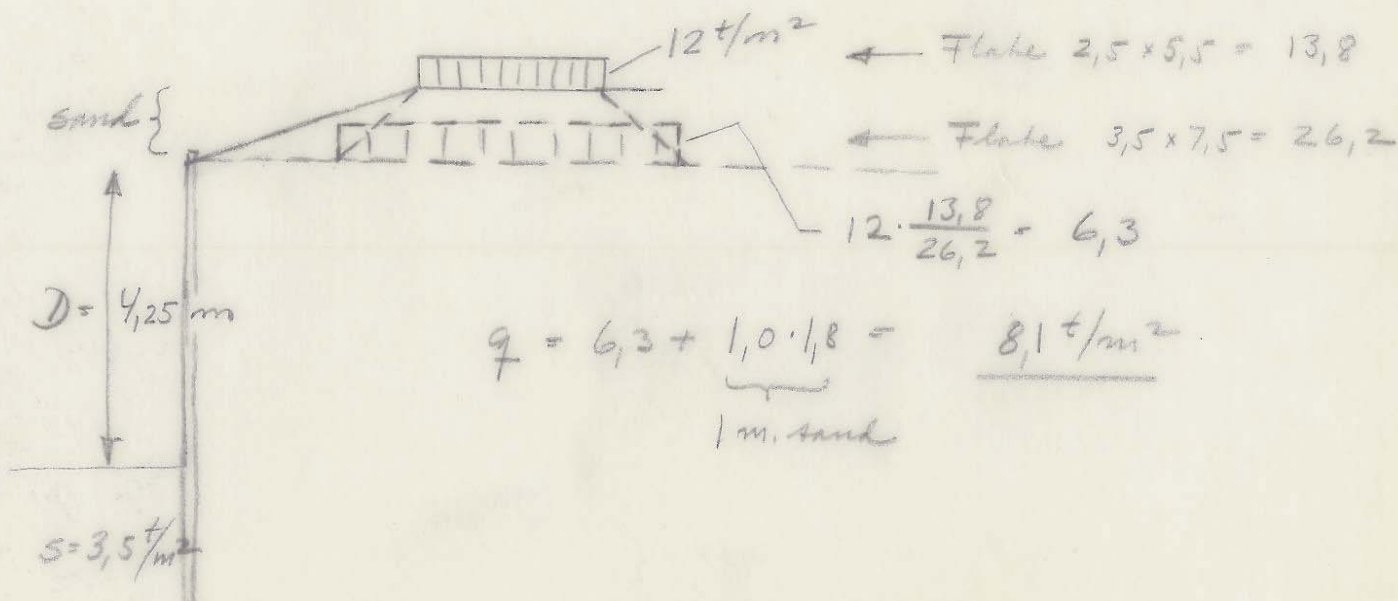 12 t/m²
Flate 2,5 x 5,5 = 13,8
sand {
Flate 3,5 x 7,5 = 26,2
12 · 13,8 / 26,2 = 6,3
D = 4,25 m
q = 6,3 + 1,0 · 1,8 = 8,1 t/m²
1 m. sand
s = 3,5 t/m²